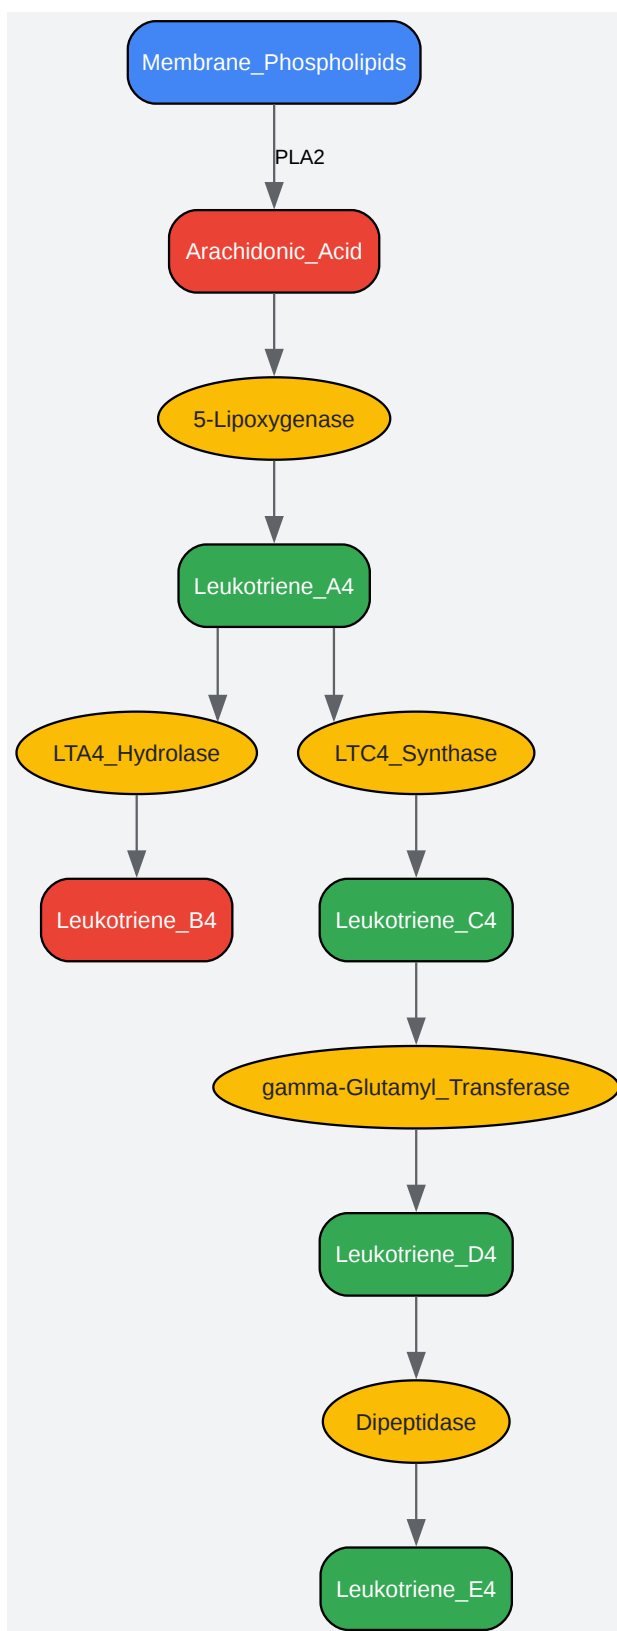 Membrane_Phospholipids
PLA2
Arachidonic_Acid
5-Lipoxygenase
Leukotriene_A4
LTA4_Hydrolase
LTC4_Synthase
Leukotriene_B4
Leukotriene_C4
gamma-Glutamyl_Transferase
Leukotriene_D4
Dipeptidase
Leukotriene_E4